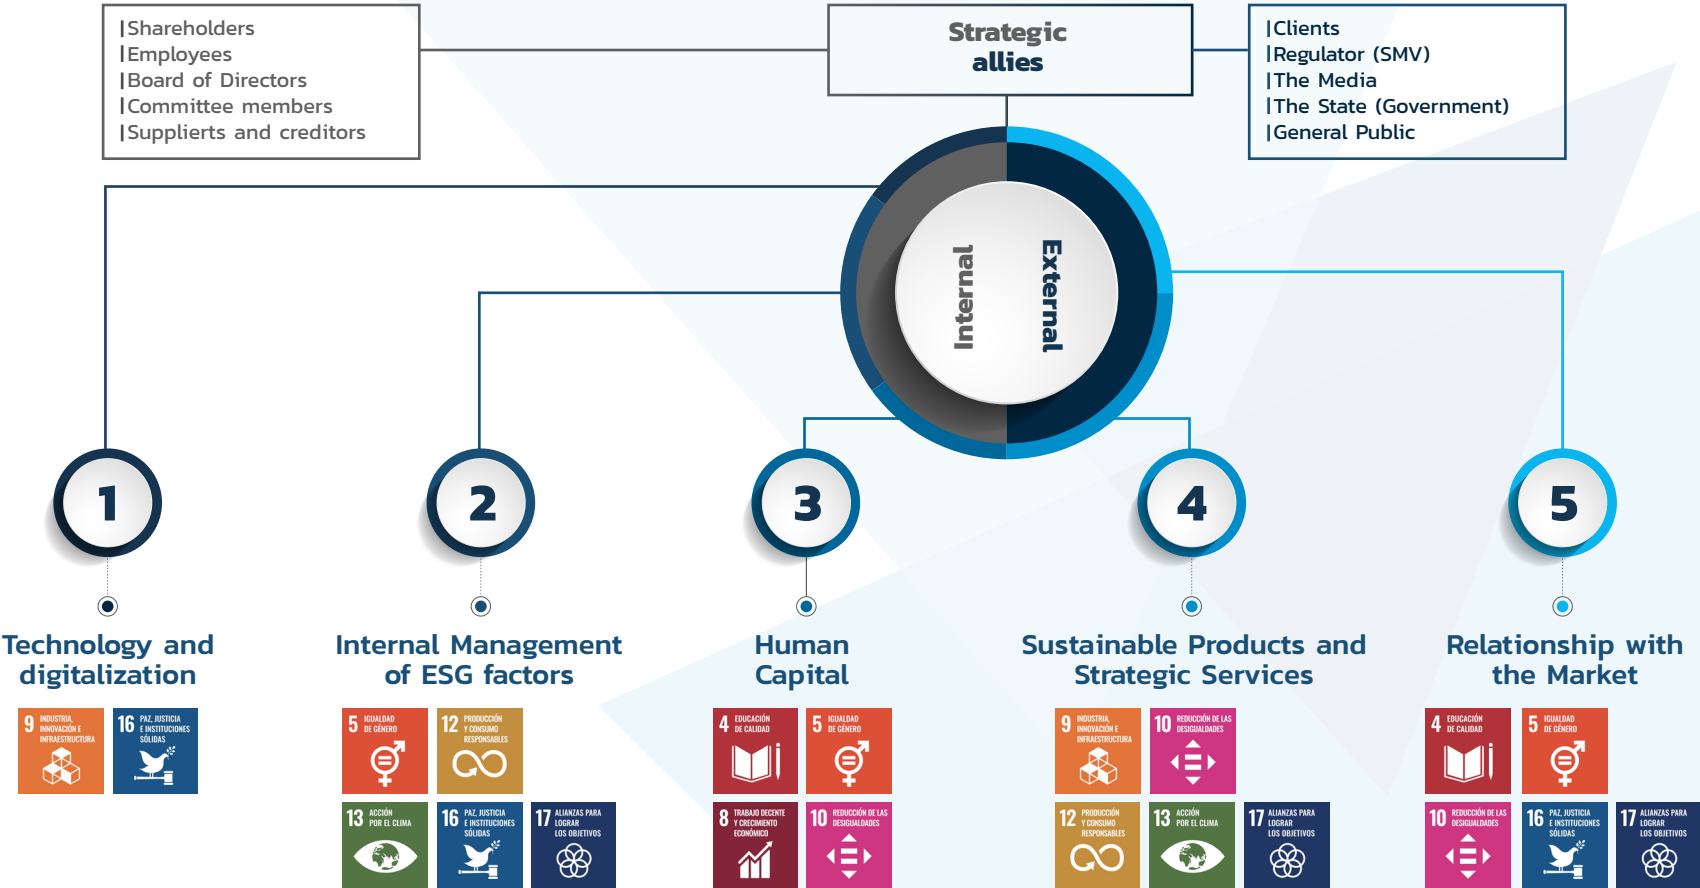 |Shareholders
|Employees
|Board of Directors
|Committee members
|Supplierts and creditors
Strategic
allies
|Clients
|Regulator (SMV)
|The Media
|The State (Government)
|General Public
Internal
External
1
2
3
4
5
Technology and
digitalization
9 INDUSTRIA,
INNOVACIÓN E
INFRAESTRUCTURA
16 PAZ, JUSTICIA
E INSTITUCIONES
SÓLIDAS
Internal Management
of ESG factors
5 IGUALDAD
DE GÉNERO
12 PRODUCCIÓN
Y CONSUMO
RESPONSABLES
13 ACCIÓN
POR EL CLIMA
16 PAZ, JUSTICIA
E INSTITUCIONES
SÓLIDAS
17 ALIANZAS PARA
LOGRAR
LOS OBJETIVOS
Human
Capital
4 EDUCACIÓN
DE CALIDAD
5 IGUALDAD
DE GÉNERO
8 TRABAJO DECENTE
Y CRECIMIENTO
ECONÓMICO
10 REDUCCIÓN DE LAS
DESIGUALDADES
Sustainable Products and
Strategic Services
9 INDUSTRIA,
INNOVACIÓN E
INFRAESTRUCTURA
10 REDUCCIÓN DE LAS
DESIGUALDADES
12 PRODUCCIÓN
Y CONSUMO
RESPONSABLES
13 ACCIÓN
POR EL CLIMA
17 ALIANZAS PARA
LOGRAR
LOS OBJETIVOS
Relationship with
the Market
4 EDUCACIÓN
DE CALIDAD
5 IGUALDAD
DE GÉNERO
10 REDUCCIÓN DE LAS
DESIGUALDADES
16 PAZ, JUSTICIA
E INSTITUCIONES
SÓLIDAS
17 ALIANZAS PARA
LOGRAR
LOS OBJETIVOS